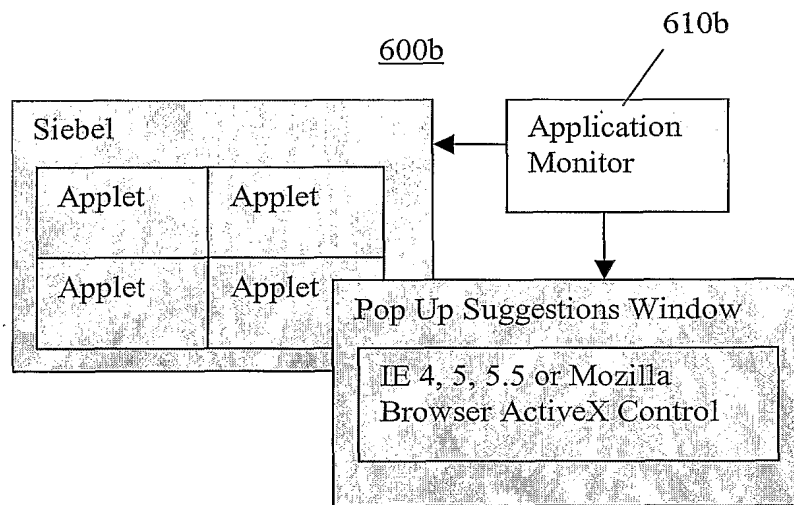 610b
600b
Siebel
Application
Monitor
Applet
Applet
Applet
Applet
Pop Up Suggestions Window
IE 4, 5, 5.5 or Mozilla
Browser ActiveX Control